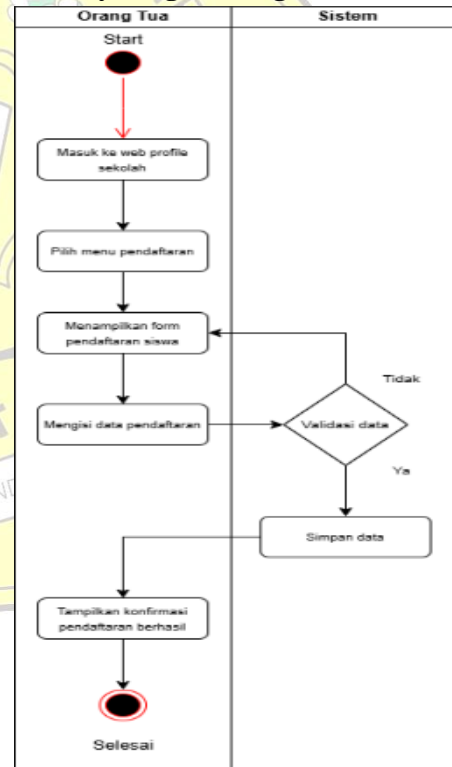 Orang Tua
Sistem
Start
Masuk ke web profile
sekolah
Pilih menu pendaftaran
Menampilkan form
pendaftaran siswa
Tidak
Mengisi data pendaftaran
Validasi data
Ya
Simpan data
Tampilkan konfirmasi
pendaftaran berhasil
Selesai